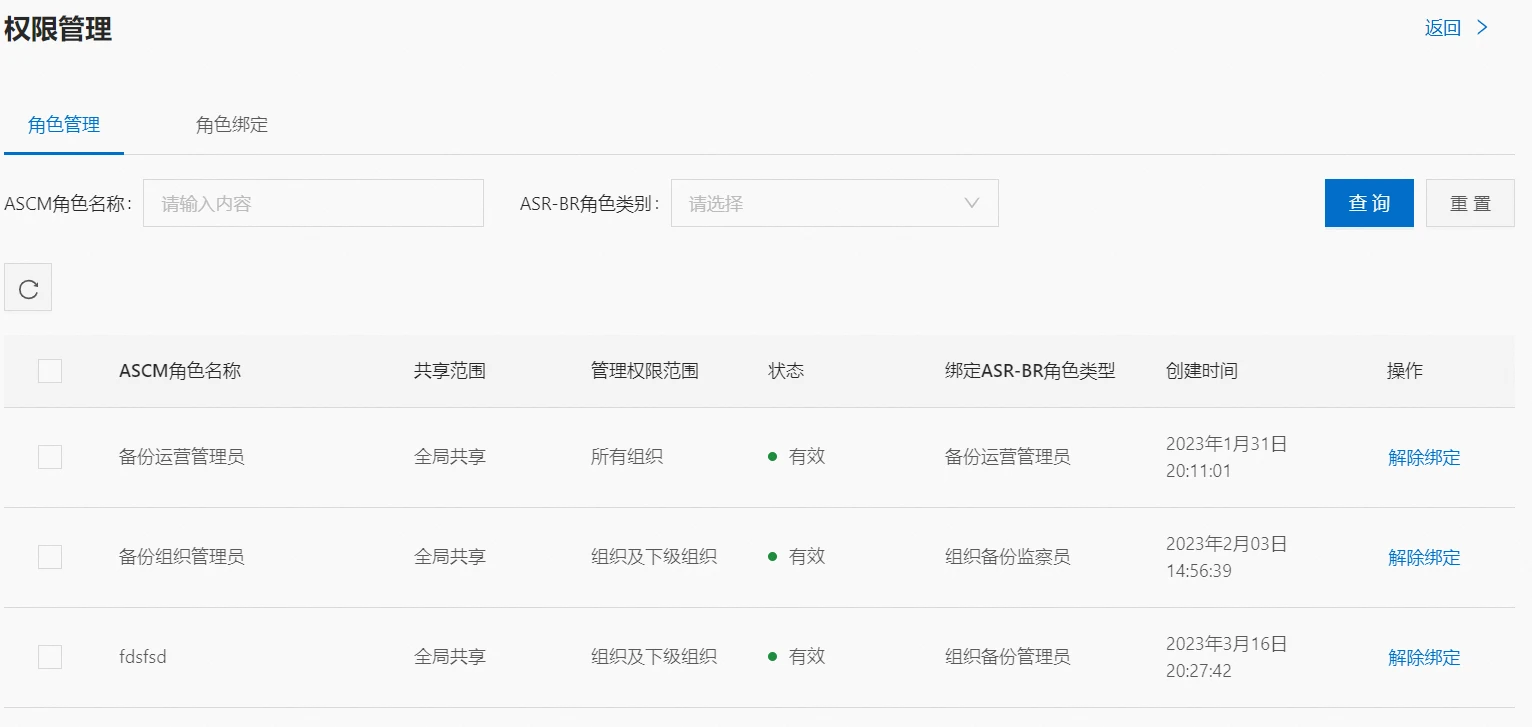 权限管理
返回
角色管理 角色绑定
ASCM角色名称: 请输入内容 ASR-BR角色类别: 请选择 查询 重置
ASCM角色名称 共享范围 管理权限范围 状态 绑定ASR-BR角色类型 创建时间 操作
备份运营管理员 全局共享 所有组织 有效 备份运营管理员 2023年1月31日 20:11:01 解除绑定
备份组织管理员 全局共享 组织及下级组织 有效 组织备份监察员 2023年2月03日 14:56:39 解除绑定
fdsfsd 全局共享 组织及下级组织 有效 组织备份管理员 2023年3月16日 20:27:42 解除绑定